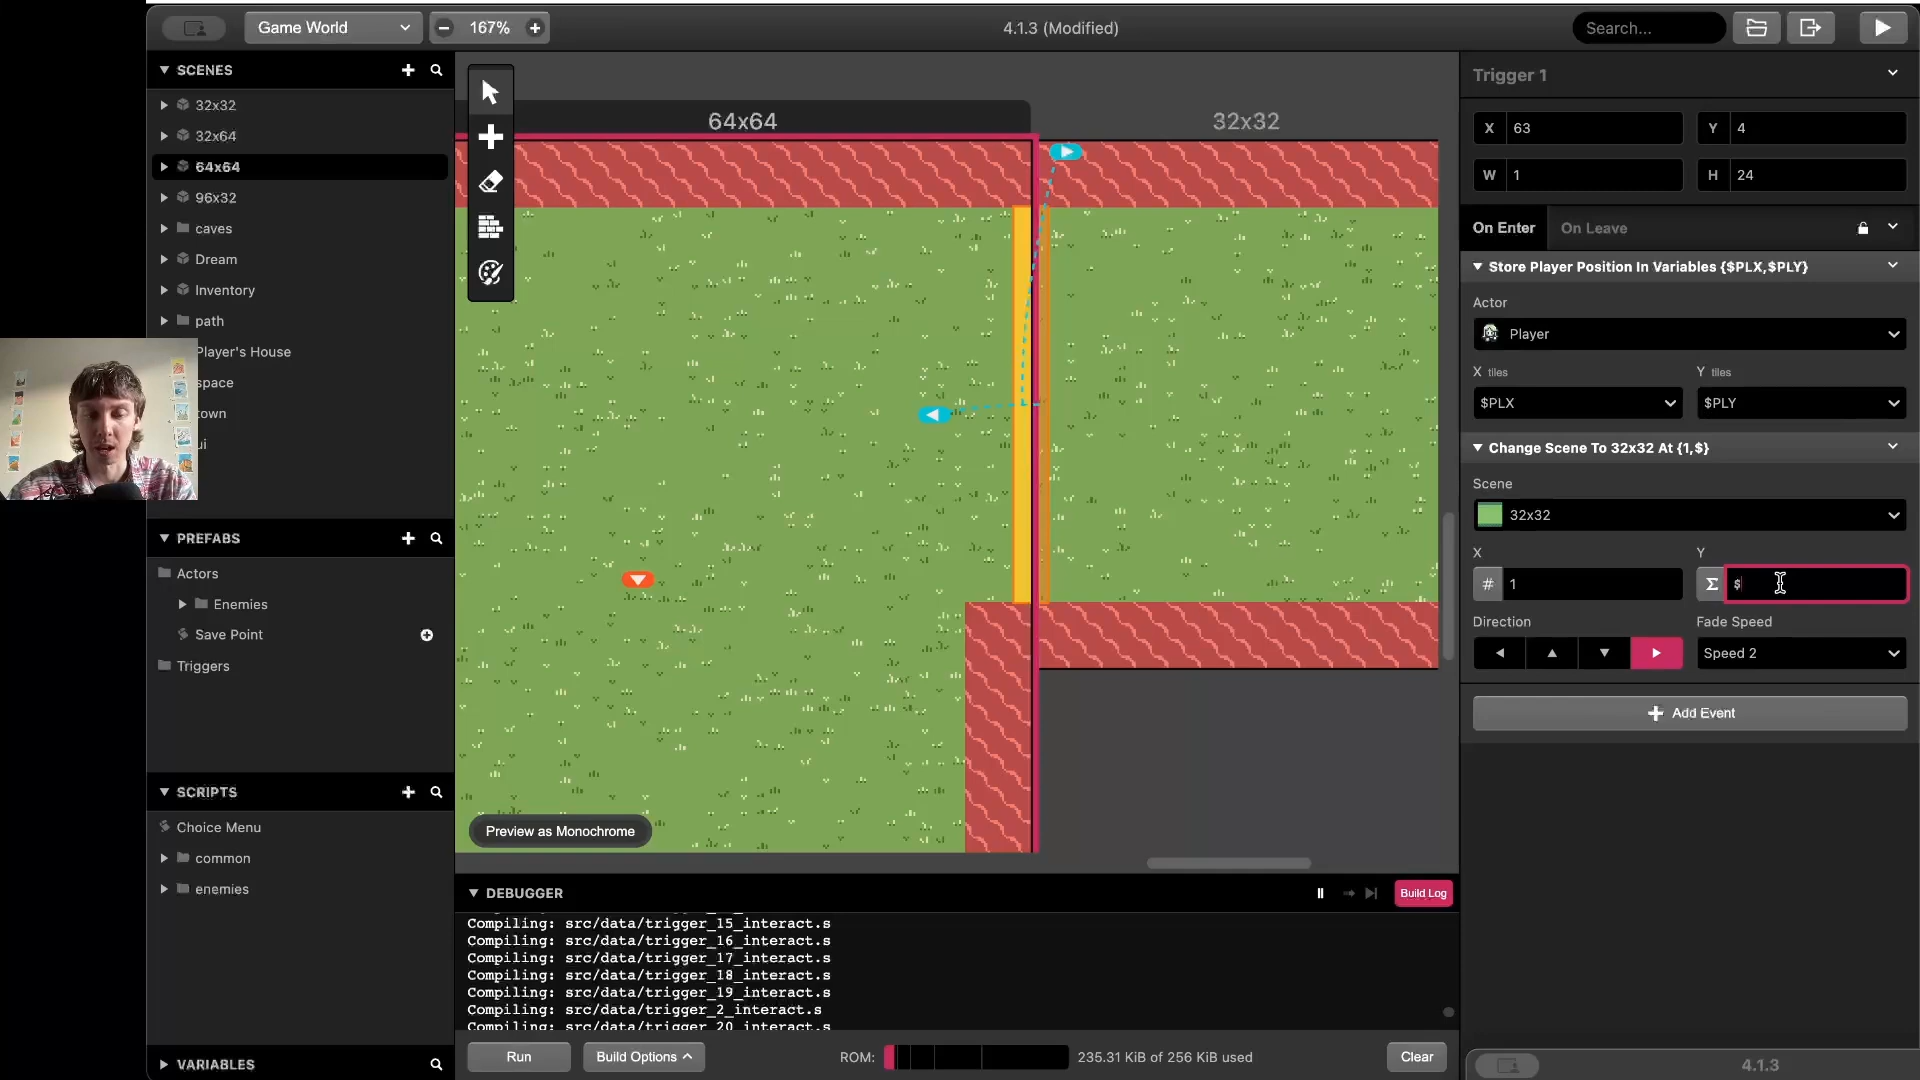 Game World
167%
4.1.3 (Modified)
Search...
SCENES
32x32
32x64
64x64
96x32
caves
Dream
Inventory
path
Player's House
space
town
ui
PREFABS
Actors
Enemies
Save Point
Triggers
SCRIPTS
Choice Menu
common
enemies
VARIABLES
64x64
32x32
Preview as Monochrome
DEBUGGER
Build Log
Compiling: src/data/trigger_15_interact.s
Compiling: src/data/trigger_16_interact.s
Compiling: src/data/trigger_17_interact.s
Compiling: src/data/trigger_18_interact.s
Compiling: src/data/trigger_19_interact.s
Compiling: src/data/trigger_2_interact.s
Compiling: src/data/trigger_20_interact.s
Run
Build Options
ROM:
235.31 KiB of 256 KiB used
Clear
Trigger 1
X 63
Y 4
W 1
H 24
On Enter
On Leave
Store Player Position In Variables {$PLX,$PLY}
Actor
Player
X tiles
Y tiles
$PLX
$PLY
Change Scene To 32x32 At {1,$}
Scene
32x32
X
Y
# 1
Σ $
Direction
Fade Speed
Speed 2
Add Event
4.1.3